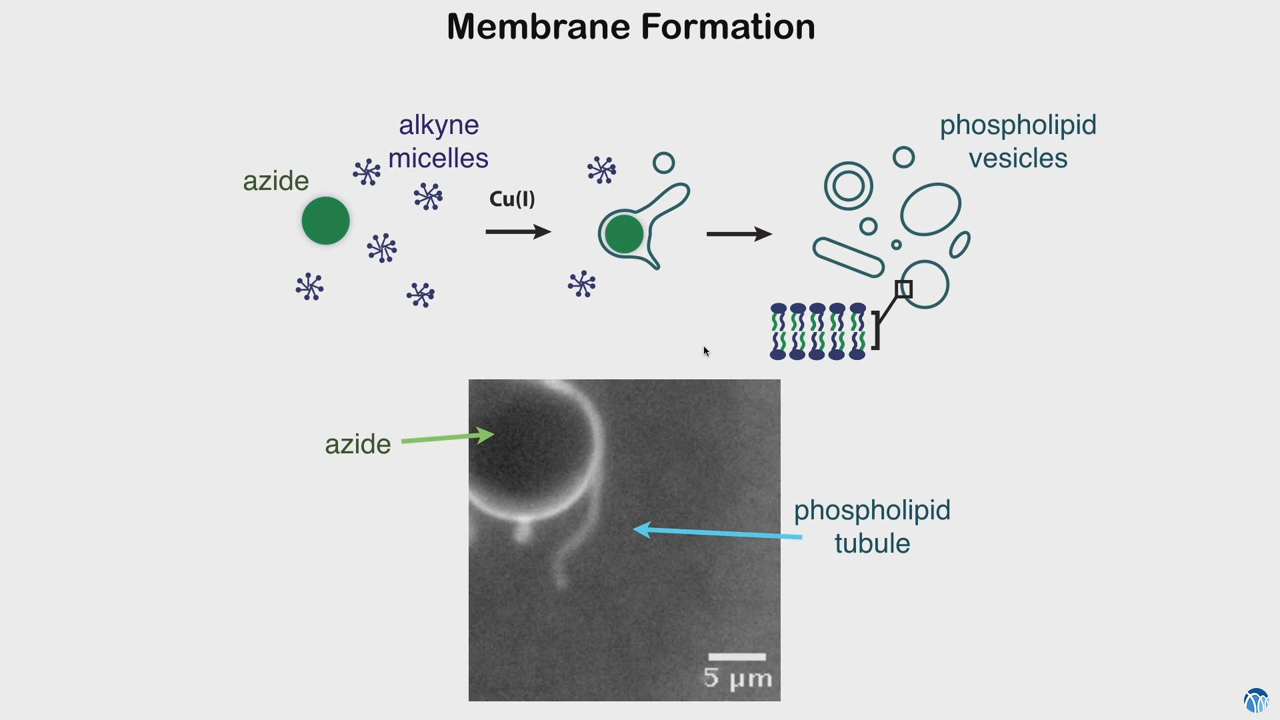 Membrane Formation
alkyne
micelles
azide
Cu(I)
phospholipid
vesicles
azide
phospholipid
tubule
5 µm